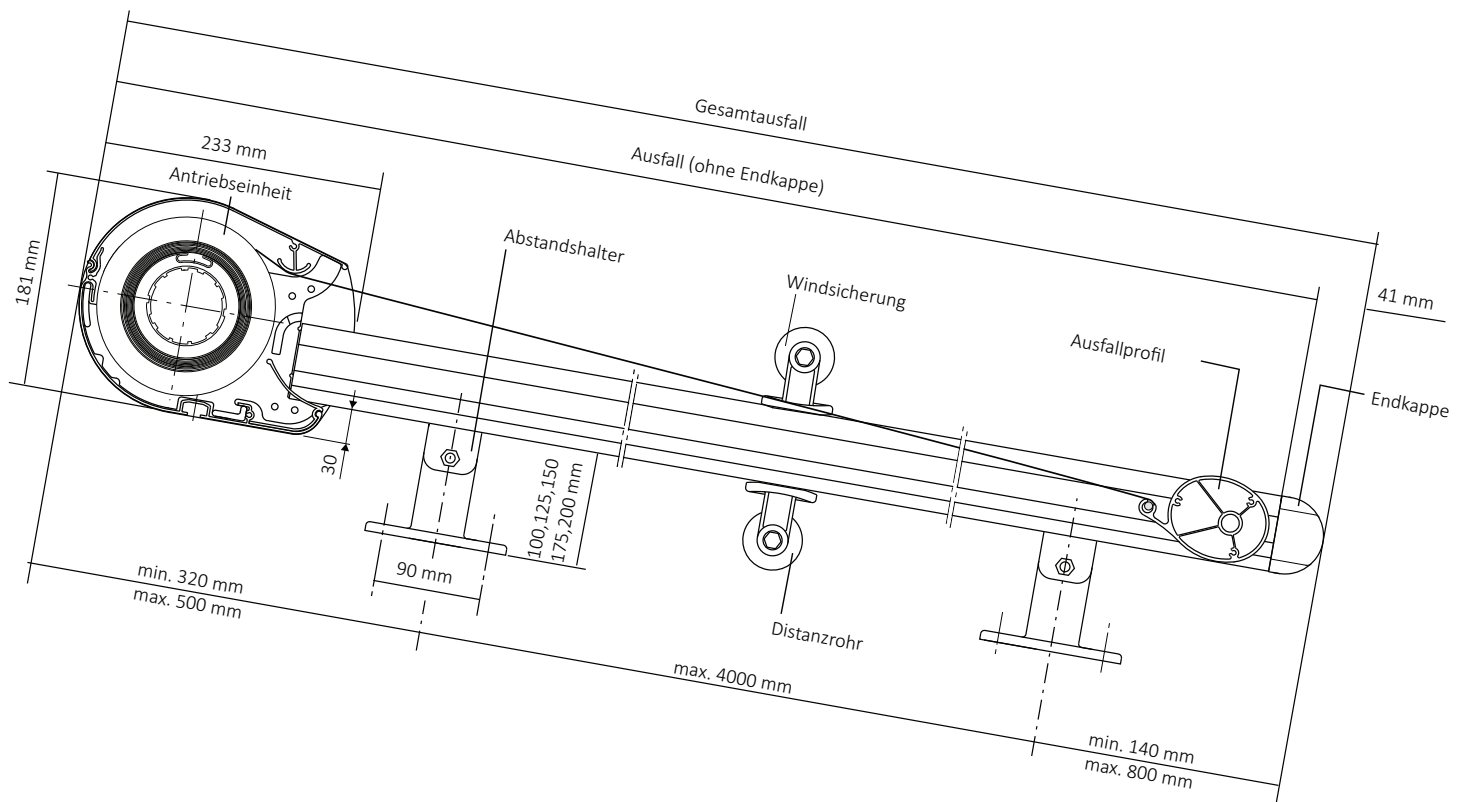 Gesamtausfall
Ausfall (ohne Endkappe)
233 mm
Antriebseinheit
181 mm
Abstandshalter
Windsicherung
41 mm
Ausfallprofil
Endkappe
30
100,125,150
175,200 mm
90 mm
min. 320 mm
max. 500 mm
Distanzrohr
max. 4000 mm
min. 140 mm
max. 800 mm